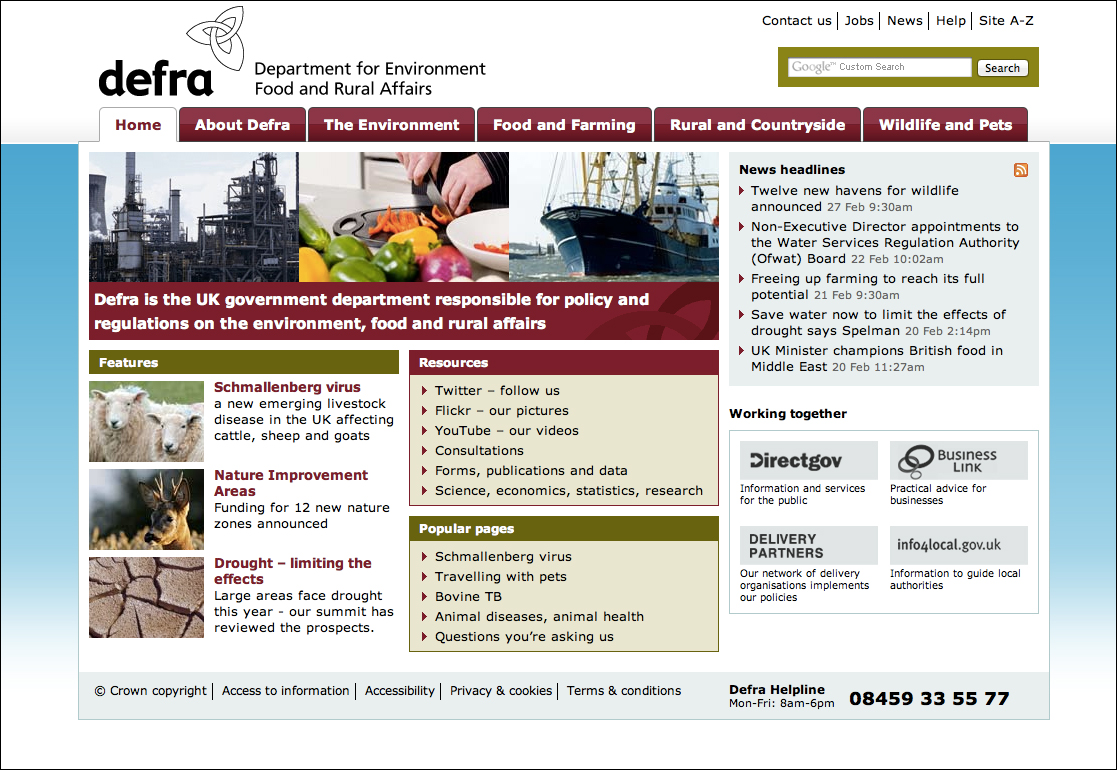 Contact us
Jobs
News
Help
Site A-Z
defra
Department for Environment
Food and Rural Affairs
Google™ Custom Search
Search
Home
About Defra
The Environment
Food and Farming
Rural and Countryside
Wildlife and Pets
Defra is the UK government department responsible for policy and
regulations on the environment, food and rural affairs
Features
Schmallenberg virus
a new emerging livestock
disease in the UK affecting
cattle, sheep and goats
Nature Improvement
Areas
Funding for 12 new nature
zones announced
Drought – limiting the
effects
Large areas face drought
this year - our summit has
reviewed the prospects.
Resources
Twitter – follow us
Flickr – our pictures
YouTube – our videos
Consultations
Forms, publications and data
Science, economics, statistics, research
Popular pages
Schmallenberg virus
Travelling with pets
Bovine TB
Animal diseases, animal health
Questions you’re asking us
News headlines
Twelve new havens for wildlife
announced 27 Feb 9:30am
Non-Executive Director appointments to
the Water Services Regulation Authority
(Ofwat) Board 22 Feb 10:02am
Freeing up farming to reach its full
potential 21 Feb 9:30am
Save water now to limit the effects of
drought says Spelman 20 Feb 2:14pm
UK Minister champions British food in
Middle East 20 Feb 11:27am
Working together
Directgov
Information and services
for the public
Business
Link
Practical advice for
businesses
DELIVERY
PARTNERS
Our network of delivery
organisations implements
our policies
info4local.gov.uk
Information to guide local
authorities
© Crown copyright
Access to information
Accessibility
Privacy & cookies
Terms & conditions
Defra Helpline
Mon-Fri: 8am-6pm
08459 33 55 77